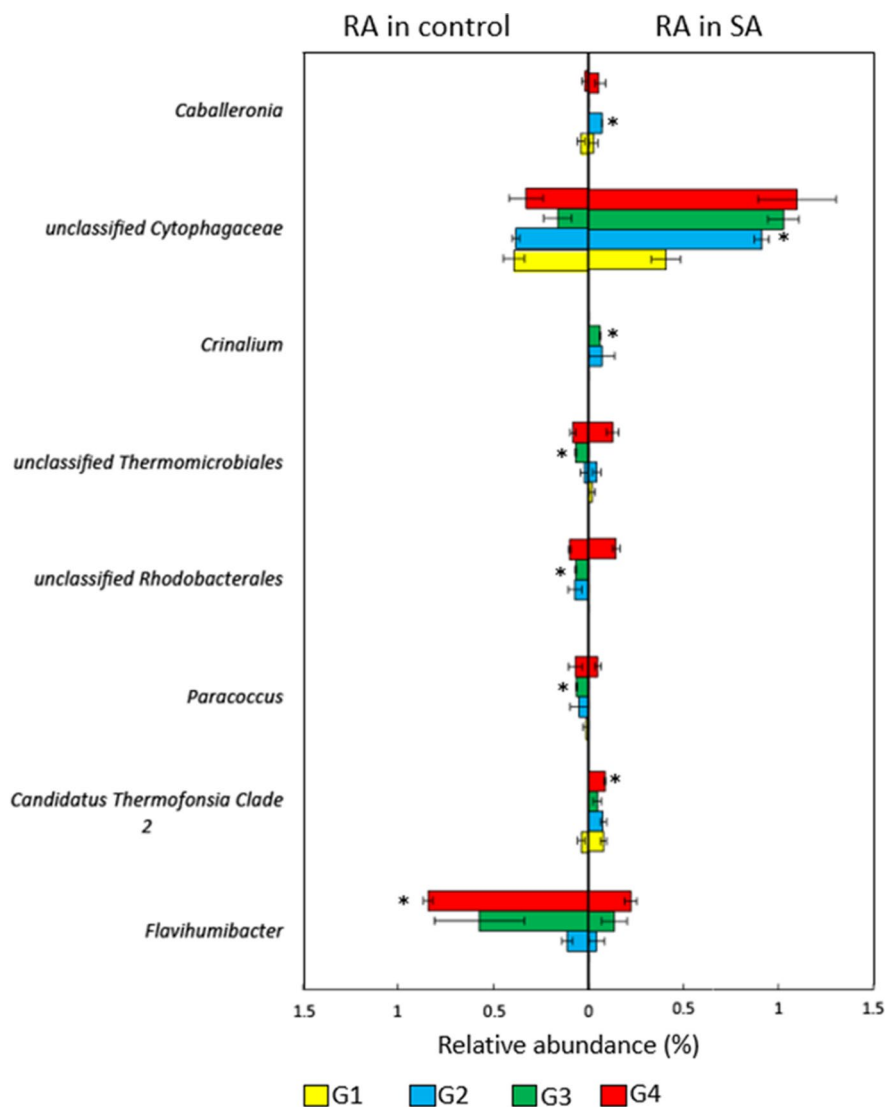 RA in control RA in SA
Caballeronia
*
unclassified Cytophagaceae
*
Crinalium
*
unclassified Thermomicrobiales
*
unclassified Rhodobacterales
*
Paracoccus
*
Candidatus Thermofonsia Clade
2
*
Flavihumibacter
*
1.5 1 0.5 0 0.5 1 1.5
Relative abundance (%)
G1 G2 G3 G4